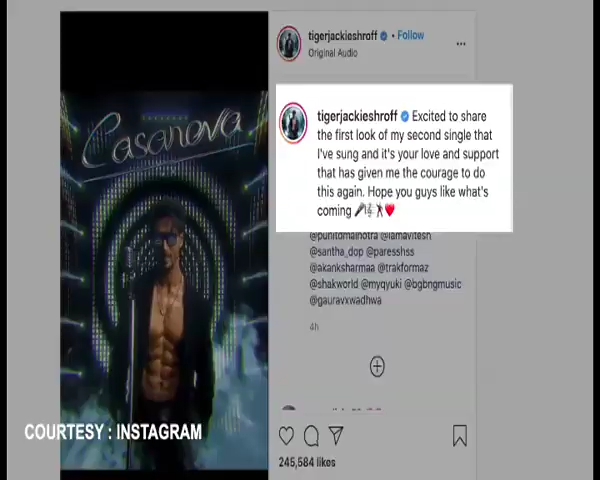 tigerjackieshroff • Follow
Original Audio
Casanova
tigerjackieshroff Excited to share
the first look of my second single that
I've sung and it's your love and support
that has given me the courage to do
this again. Hope you guys like what's
coming 🎤🎼🕺❤️
@punitdmalhotra @iamavitesh
@santha_dop @paresshss
@akanksharmaa @trakformaz
@shakworld @myqyuki @bgbngmusic
@gauravxwadhwa
4h
COURTESY : INSTAGRAM
245,584 likes